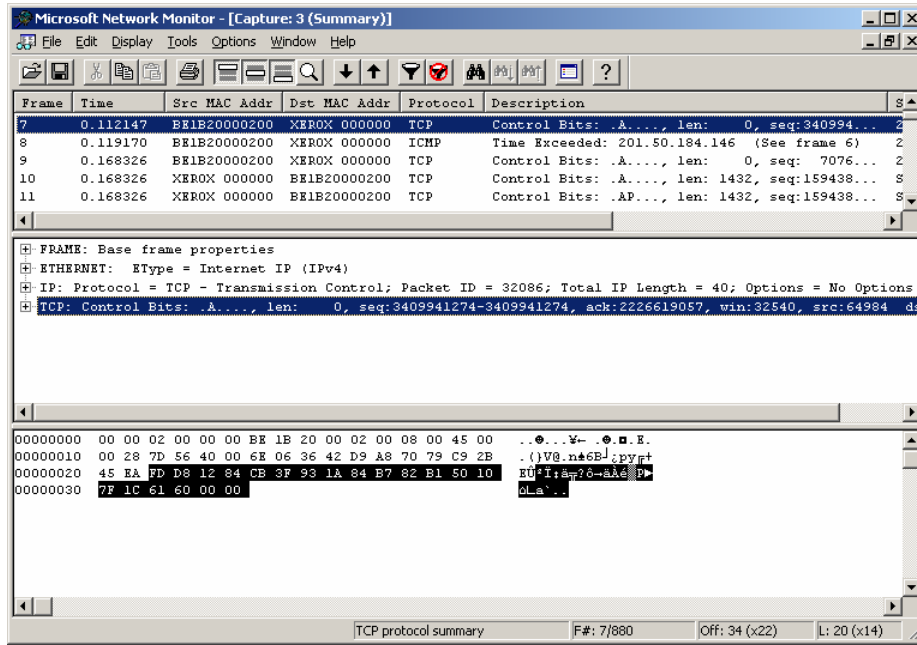 Microsoft Network Monitor - [Capture: 3 (Summary)]
File Edit Display Tools Options Window Help
Frame Time Src MAC Addr Dst MAC Addr Protocol Description S
7 0.112147 BE1B20000200 XEROX 000000 TCP Control Bits: .A...., len: 0, seq:340994... 2
8 0.119170 BE1B20000200 XEROX 000000 ICMP Time Exceeded: 201.50.184.146 (See frame 6) 2
9 0.168326 BE1B20000200 XEROX 000000 TCP Control Bits: .A...., len: 0, seq: 7076... 2
10 0.168326 XEROX 000000 BE1B20000200 TCP Control Bits: .A...., len: 1432, seq:159438... S
11 0.168326 XEROX 000000 BE1B20000200 TCP Control Bits: .AP..., len: 1432, seq:159438... S
FRAME: Base frame properties
ETHERNET: EType = Internet IP (IPv4)
IP: Protocol = TCP - Transmission Control; Packet ID = 32086; Total IP Length = 40; Options = No Options
TCP: Control Bits: .A...., len: 0, seq:3409941274-3409941274, ack:2226619057, win:32540, src:64984 ds
00000000 00 00 02 00 00 00 BE 1B 20 00 02 00 08 00 45 00
00000010 00 28 7D 56 40 00 6E 06 36 42 D9 A8 70 79 C9 2B
00000020 45 EA FD D8 12 84 CB 3F 93 1A 84 B7 82 B1 50 10
00000030 7F 1C 61 60 00 00
TCP protocol summary F#: 7/880 Off: 34 (x22) L: 20 (x14)